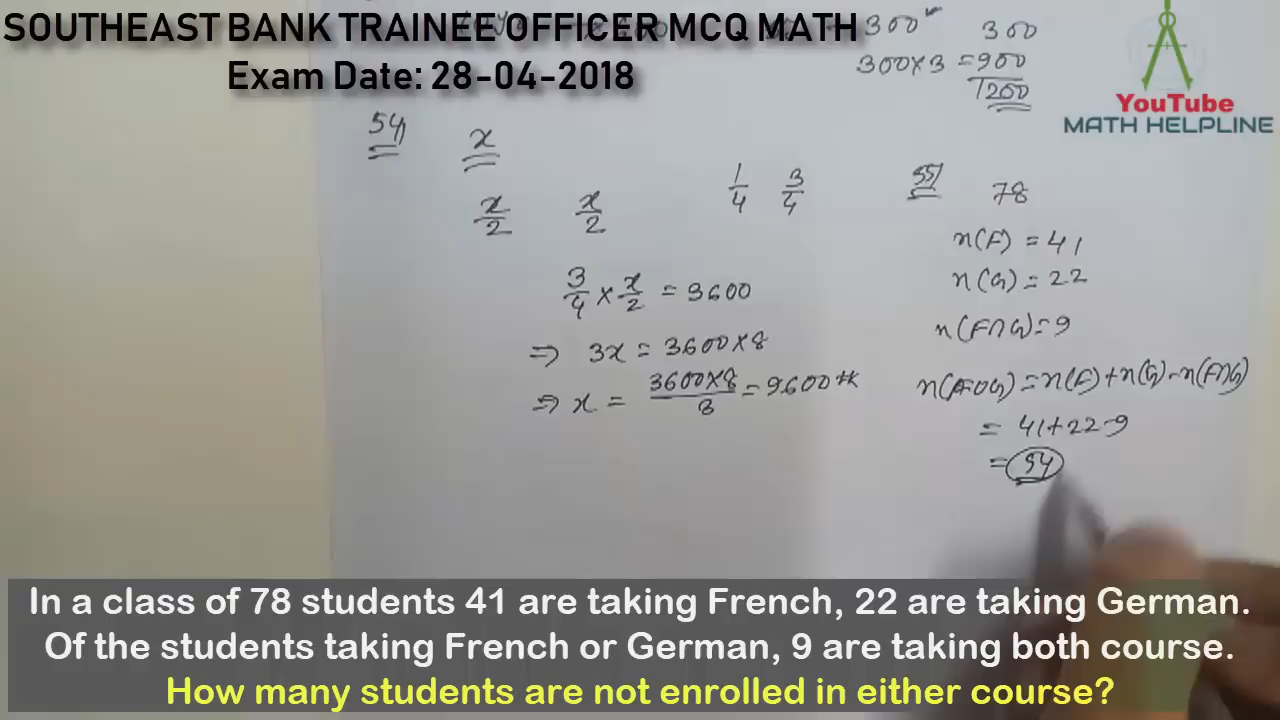 SOUTHEAST BANK TRAINEE OFFICER MCQ MATH
Exam Date: 28-04-2018
300
300
300×3 = 900
1200
YouTube
MATH HELPLINE
54
x
x/2 x/2
1/4 3/4
3/4 × x/2 = 3600
⇒ 3x = 3600×8
⇒ x = 3600×8/3 = 9600
55
78
n(F) = 41
n(G) = 22
n(F∩G) = 9
n(F∪G) = n(F)+n(G)-n(F∩G)
= 41+22-9
= 54
In a class of 78 students 41 are taking French, 22 are taking German.
Of the students taking French or German, 9 are taking both course.
How many students are not enrolled in either course?